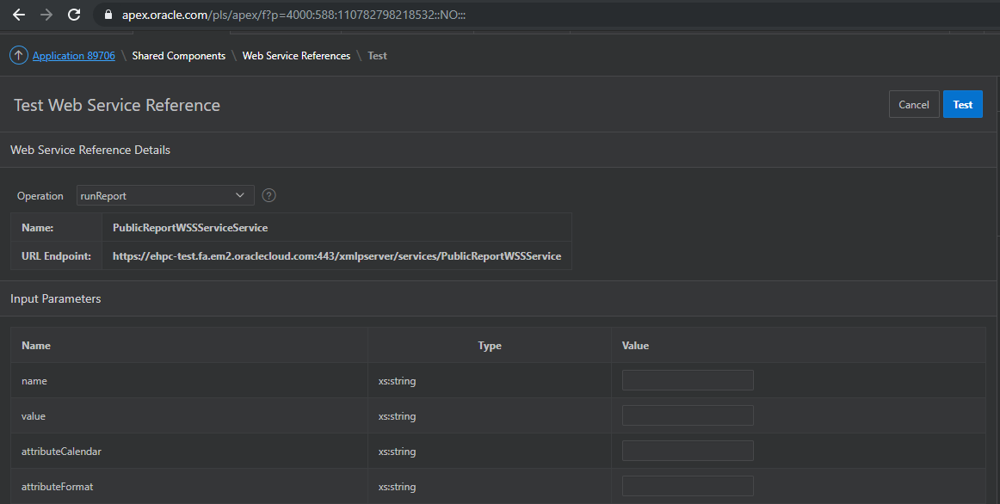 apex.oracle.com/pls/apex/f?p=4000:588:110782798218532::NO:::
Application 89706 \ Shared Components \ Web Service References \ Test
Test Web Service Reference
Cancel
Test
Web Service Reference Details
Operation runReport ?
Name: PublicReportWSSServiceService
URL Endpoint: https://ehpc-test.fa.em2.oraclecloud.com:443/xmlpserver/services/PublicReportWSSService
Input Parameters
Name Type Value
name xs:string
value xs:string
attributeCalendar xs:string
attributeFormat xs:string